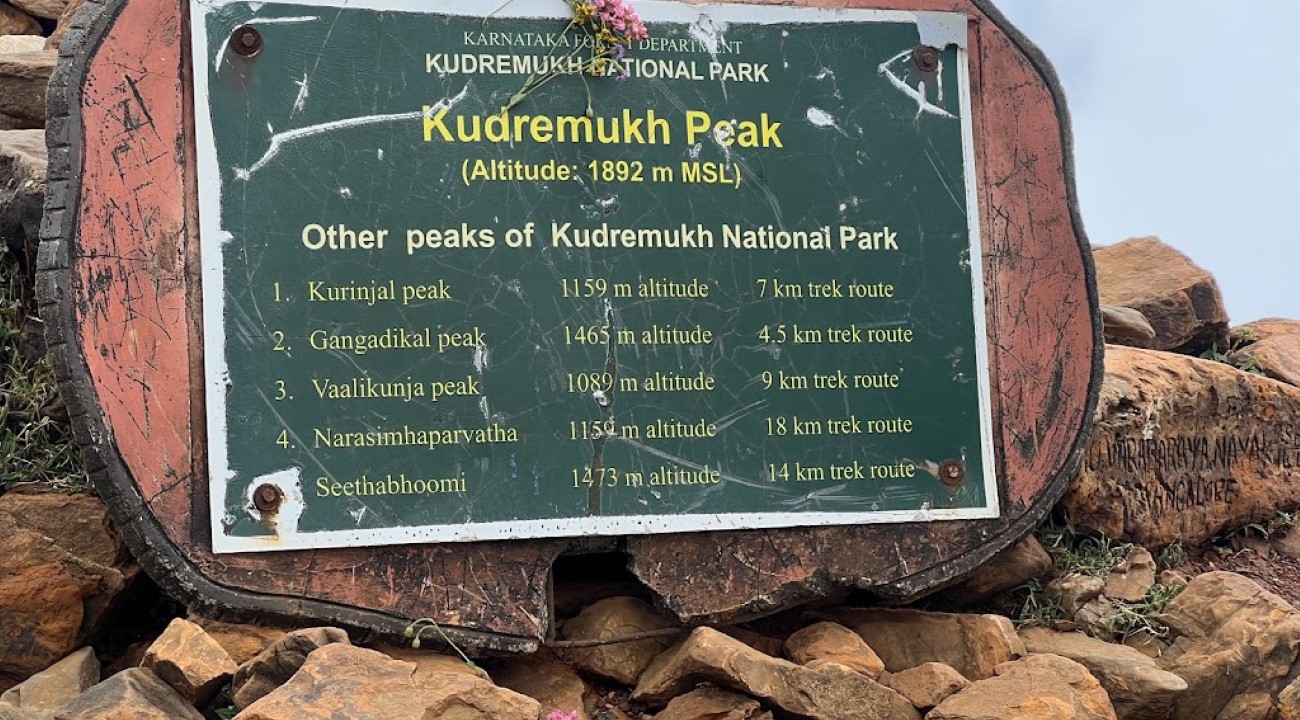 KARNATAKA FOREST DEPARTMENT
KUDREMUKH NATIONAL PARK
Kudremukh Peak
(Altitude: 1892 m MSL)
Other peaks of Kudremukh National Park
1. Kurinjal peak 1159 m altitude 7 km trek route
2. Gangadikal peak 1465 m altitude 4.5 km trek route
3. Vaalikunja peak 1089 m altitude 9 km trek route
4. Narasimhaparvatha 1159 m altitude 18 km trek route
Seethabhoomi 1473 m altitude 14 km trek route
MANGALORE